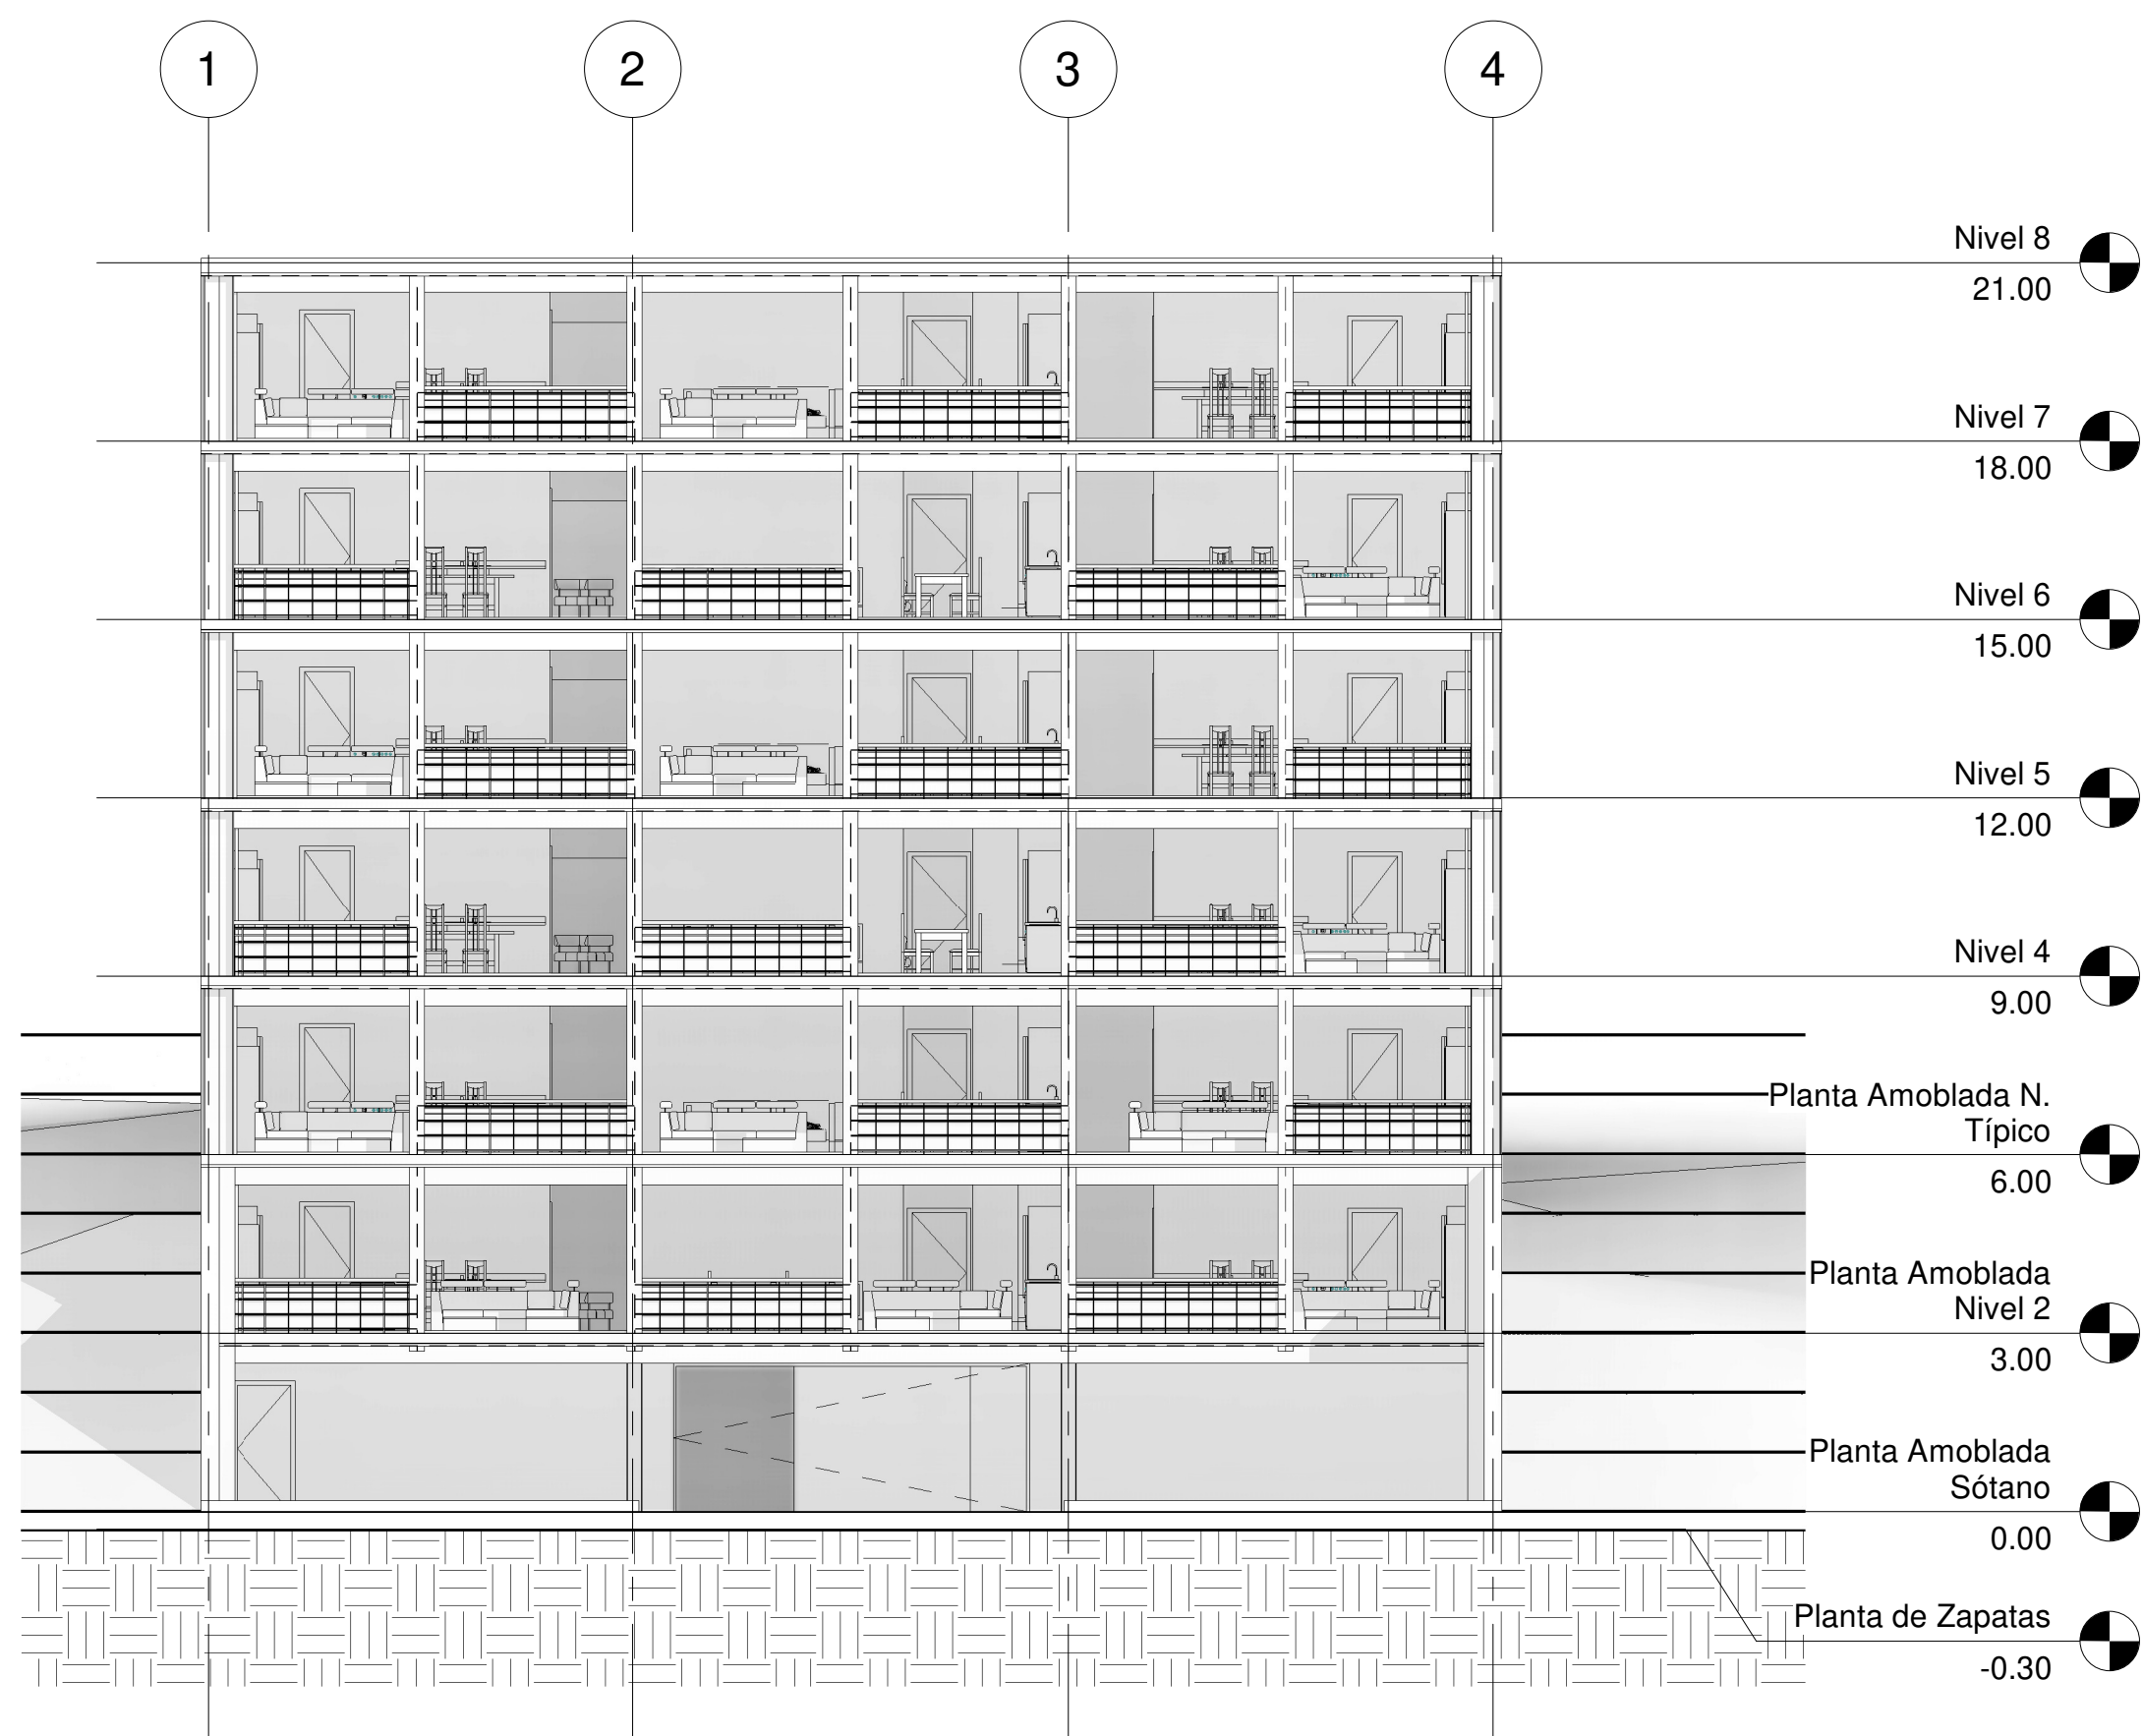 1
2
3
4
Nivel 8
21.00
Nivel 7
18.00
Nivel 6
15.00
Nivel 5
12.00
Nivel 4
9.00
Planta Amoblada N.
Típico
6.00
Planta Amoblada
Nivel 2
3.00
Planta Amoblada
Sótano
0.00
Planta de Zapatas
-0.30